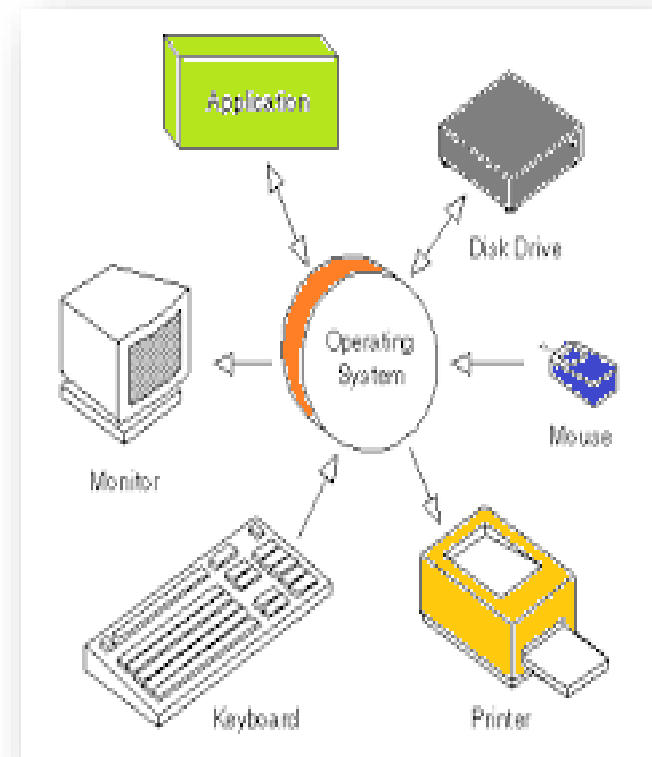 Application
Disk Drive
Operating
System
Mouse
Monitor
Keyboard
Printer